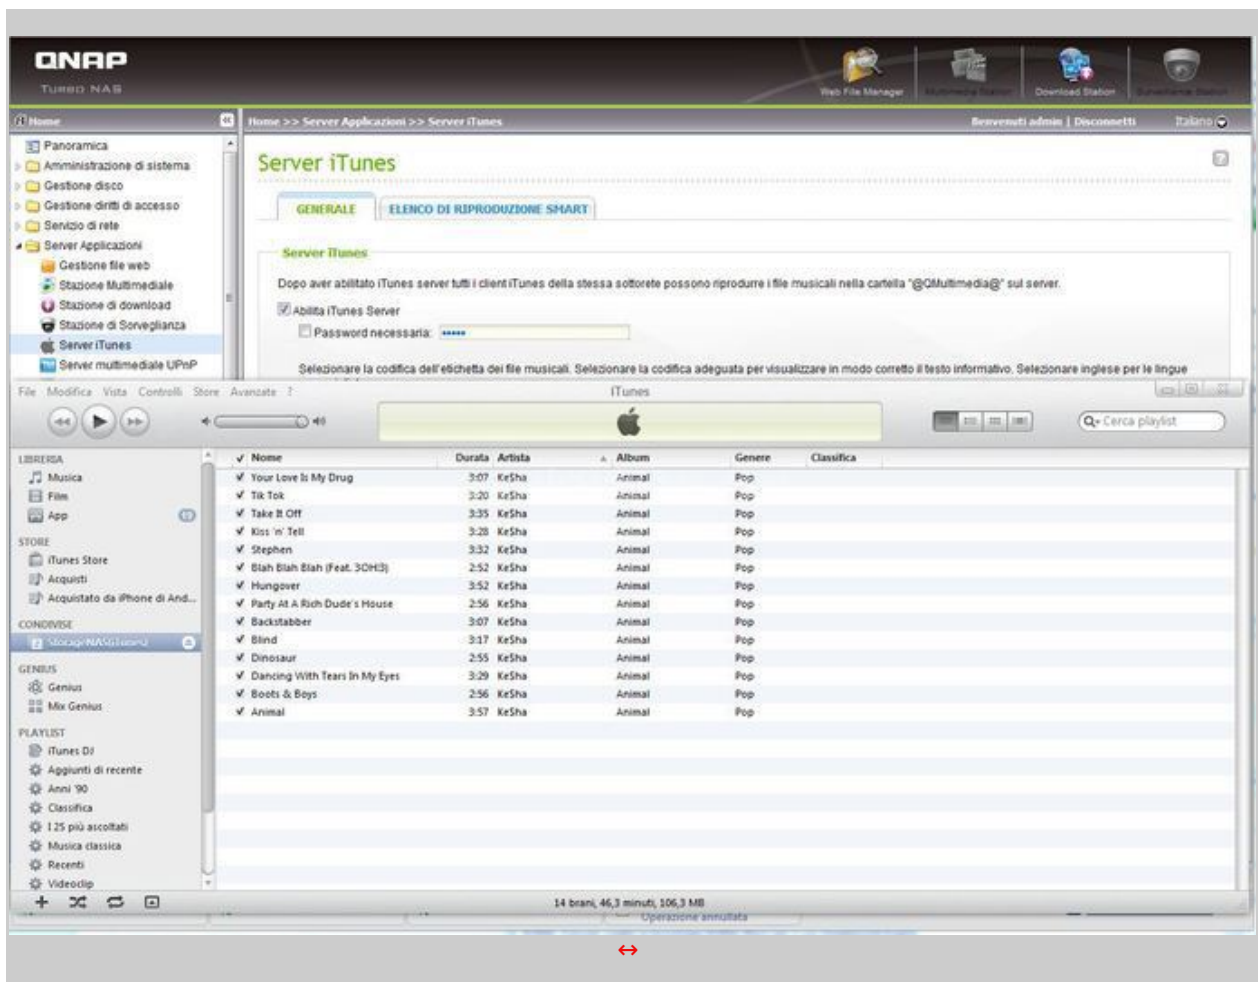 QNAP
TURBO NAS
Web File Manager
Multimedia Station
Download Station
Surveillance Station
Home
Home >> Server Applicazioni >> Server iTunes
Benvenuti admin | Disconnetti
Italiano
Panoramica
Amministrazione di sistema
Gestione disco
Gestione diritti di accesso
Servizio di rete
Server Applicazioni
Gestione file web
Stazione Multimediale
Stazione di download
Stazione di Sorveglianza
Server iTunes
Server multimediale UPnP
Server iTunes
GENERALE
ELENCO DI RIPRODUZIONE SMART
Server iTunes
Dopo aver abilitato iTunes server tutti i client iTunes della stessa sottorete possono riprodurre i file musicali nella cartella "@QMultimedia@" sul server.
Abilita iTunes Server
Password necessaria:
Selezionare la codifica dell'etichetta dei file musicali. Selezionare la codifica adeguata per visualizzare in modo corretto il testo informativo. Selezionare inglese per le lingue
File Modifica Vista Controlli Store Avanzate ?
iTunes
Cerca playlist
LIBRERIA
Musica
Film
App
STORE
iTunes Store
Acquisti
Acquistato da iPhone di And...
CONDIVISE
GENIUS
Genius
Mix Genius
PLAYLIST
iTunes DJ
Aggiunti di recente
Anni '90
Classifica
I 25 più ascoltati
Musica classica
Recenti
Videoclip
Nome Durata Artista Album Genere Classifica
Your Love Is My Drug 3:07 Ke$ha Animal Pop
Tik Tok 3:20 Ke$ha Animal Pop
Take It Off 3:35 Ke$ha Animal Pop
Kiss 'n' Tell 3:28 Ke$ha Animal Pop
Stephen 3:32 Ke$ha Animal Pop
Blah Blah Blah (Feat. 3OH!3) 2:52 Ke$ha Animal Pop
Hungover 3:52 Ke$ha Animal Pop
Party At A Rich Dude's House 2:56 Ke$ha Animal Pop
Backstabber 3:07 Ke$ha Animal Pop
Blind 3:17 Ke$ha Animal Pop
Dinosaur 2:55 Ke$ha Animal Pop
Dancing With Tears In My Eyes 3:29 Ke$ha Animal Pop
Boots & Boys 2:56 Ke$ha Animal Pop
Animal 3:57 Ke$ha Animal Pop
14 brani, 46,3 minuti, 106,3 MB
Operazione annullata